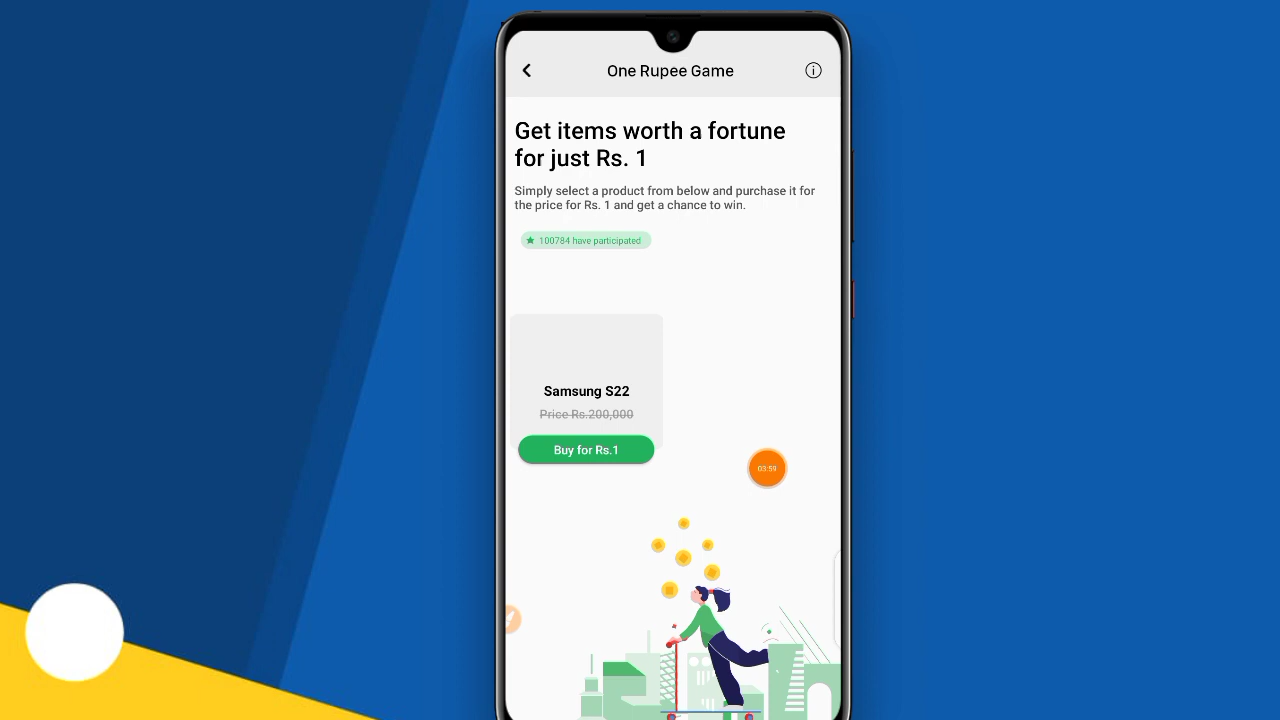 One Rupee Game
Get items worth a fortune
for just Rs. 1
Simply select a product from below and purchase it for
the price for Rs. 1 and get a chance to win.
100784 have participated
Samsung S22
Price Rs.200,000
Buy for Rs.1
03:59